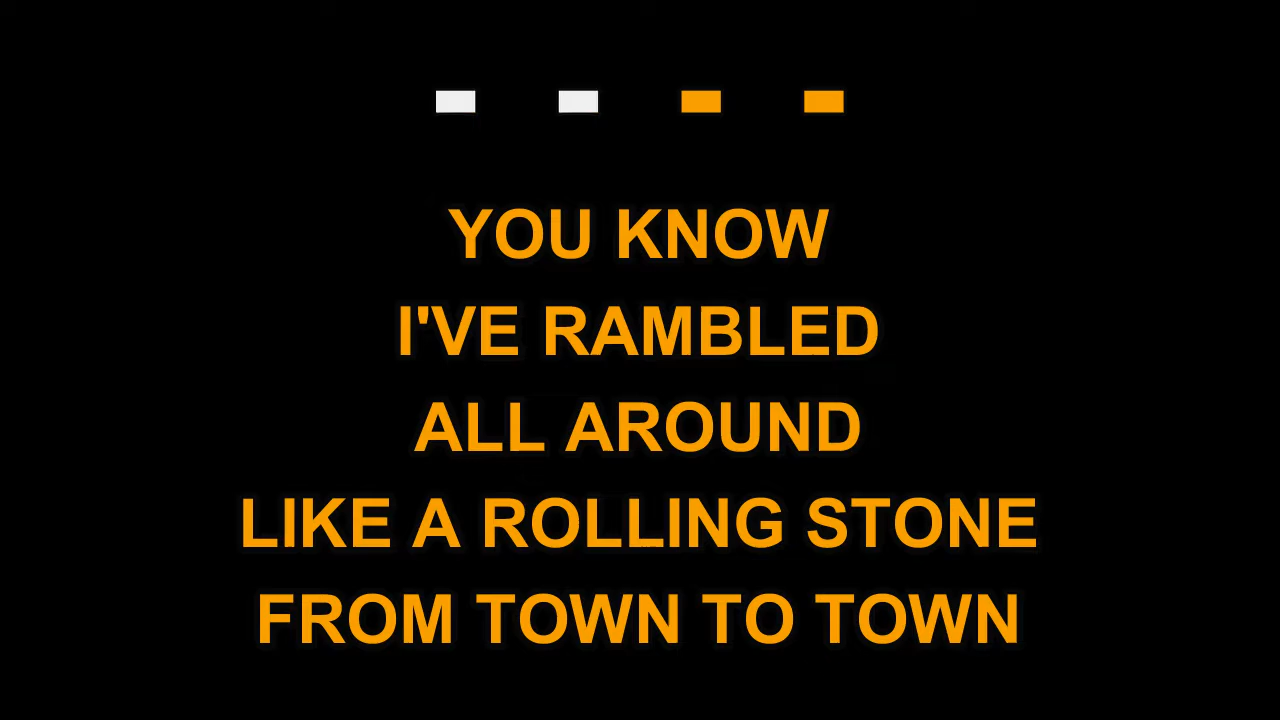 YOU KNOW
I'VE RAMBLED
ALL AROUND
LIKE A ROLLING STONE
FROM TOWN TO TOWN